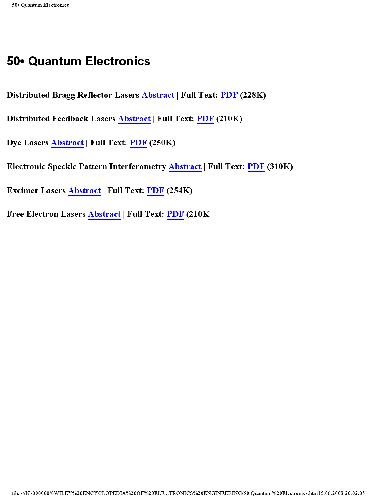 50• Quantum Electronics
50• Quantum Electronics
Distributed Bragg Reflector Lasers Abstract | Full Text: PDF (228K)
Distributed Feedback Lasers Abstract | Full Text: PDF (210K)
Dye Lasers Abstract | Full Text: PDF (250K)
Electronic Speckle Pattern Interferometry Abstract | Full Text: PDF (310K)
Excimer Lasers Abstract | Full Text: PDF (254K)
Free Electron Lasers Abstract | Full Text: PDF (210K